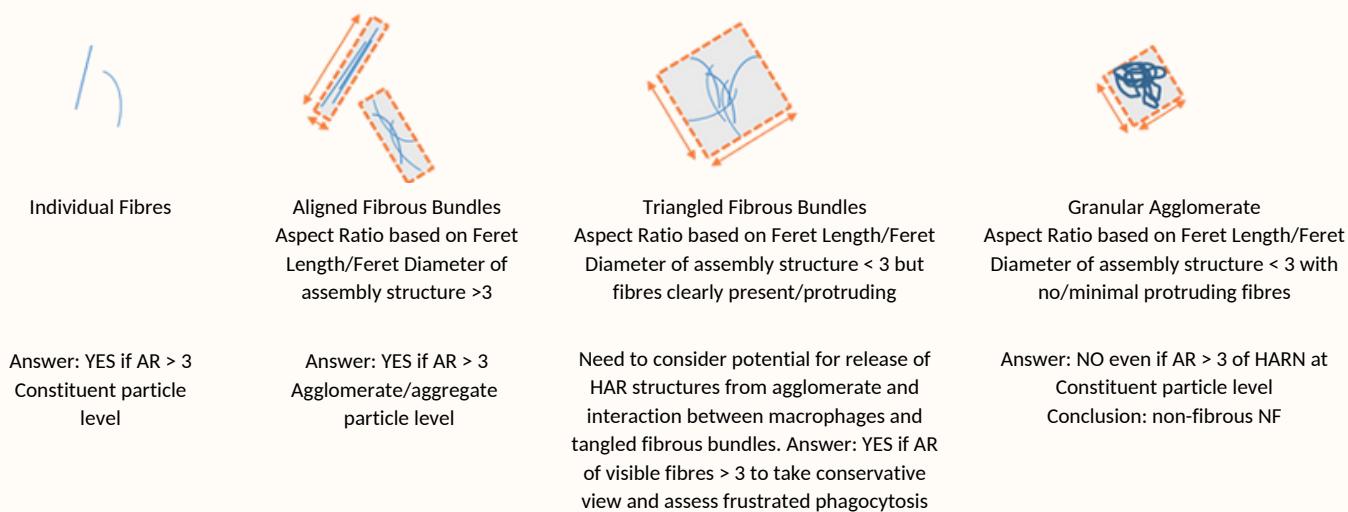 Individual Fibres
Answer: YES if AR > 3
Constituent particle
level
Aligned Fibrous Bundles
Aspect Ratio based on Feret
Length/Feret Diameter of
assembly structure >3
Answer: YES if AR > 3
Agglomerate/aggregate
particle level
Triangled Fibrous Bundles
Aspect Ratio based on Feret Length/Feret
Diameter of assembly structure < 3 but
fibres clearly present/protruding
Need to consider potential for release of
HAR structures from agglomerate and
interaction between macrophages and
tangled fibrous bundles. Answer: YES if AR
of visible fibres > 3 to take conservative
view and assess frustrated phagocytosis
Granular Agglomerate
Aspect Ratio based on Feret Length/Feret
Diameter of assembly structure < 3 with
no/minimal protruding fibres
Answer: NO even if AR > 3 of HARN at
Constituent particle level
Conclusion: non-fibrous NF